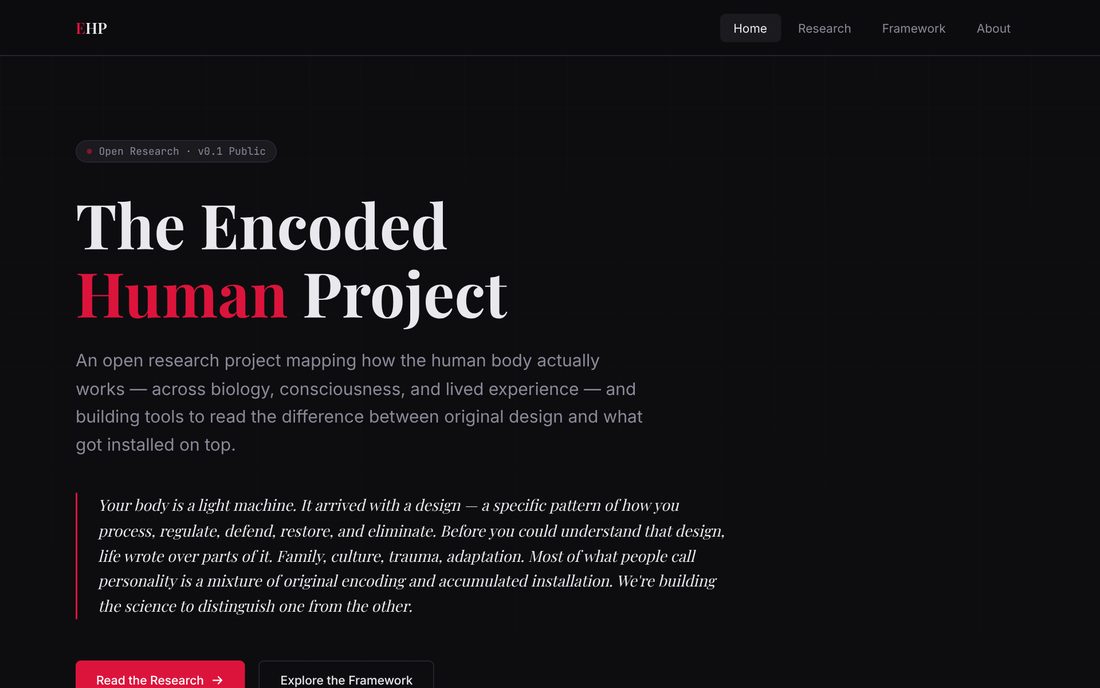 EHP
Home Research Framework About
Open Research · v0.1 Public
The Encoded
Human Project
An open research project mapping how the human body actually
works — across biology, consciousness, and lived experience — and
building tools to read the difference between original design and what
got installed on top.
Your body is a light machine. It arrived with a design — a specific pattern of how you
process, regulate, defend, restore, and eliminate. Before you could understand that design,
life wrote over parts of it. Family, culture, trauma, adaptation. Most of what people call
personality is a mixture of original encoding and accumulated installation. We're building
the science to distinguish one from the other.
Read the Research →
Explore the Framework